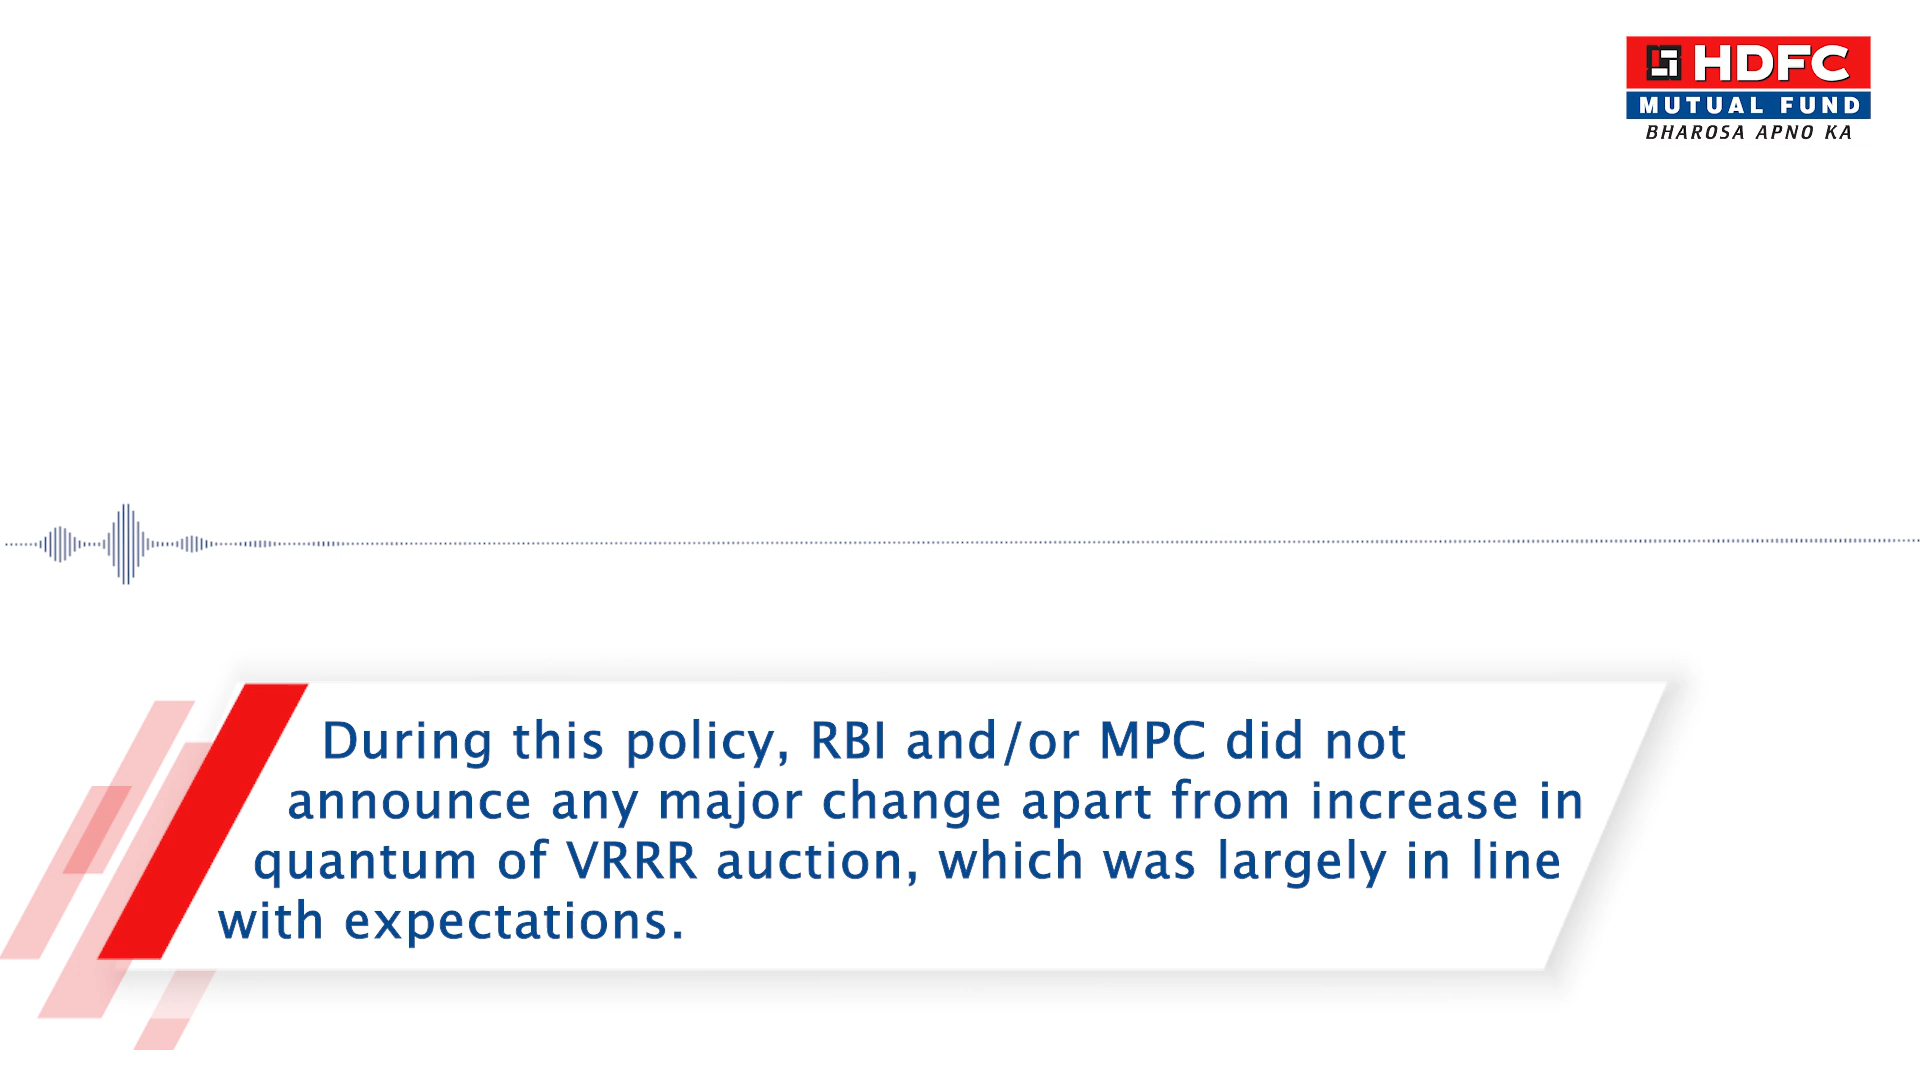 HDFC
MUTUAL FUND
BHAROSA APNO KA
During this policy, RBI and/or MPC did not
announce any major change apart from increase in
quantum of VRRR auction, which was largely in line
with expectations.